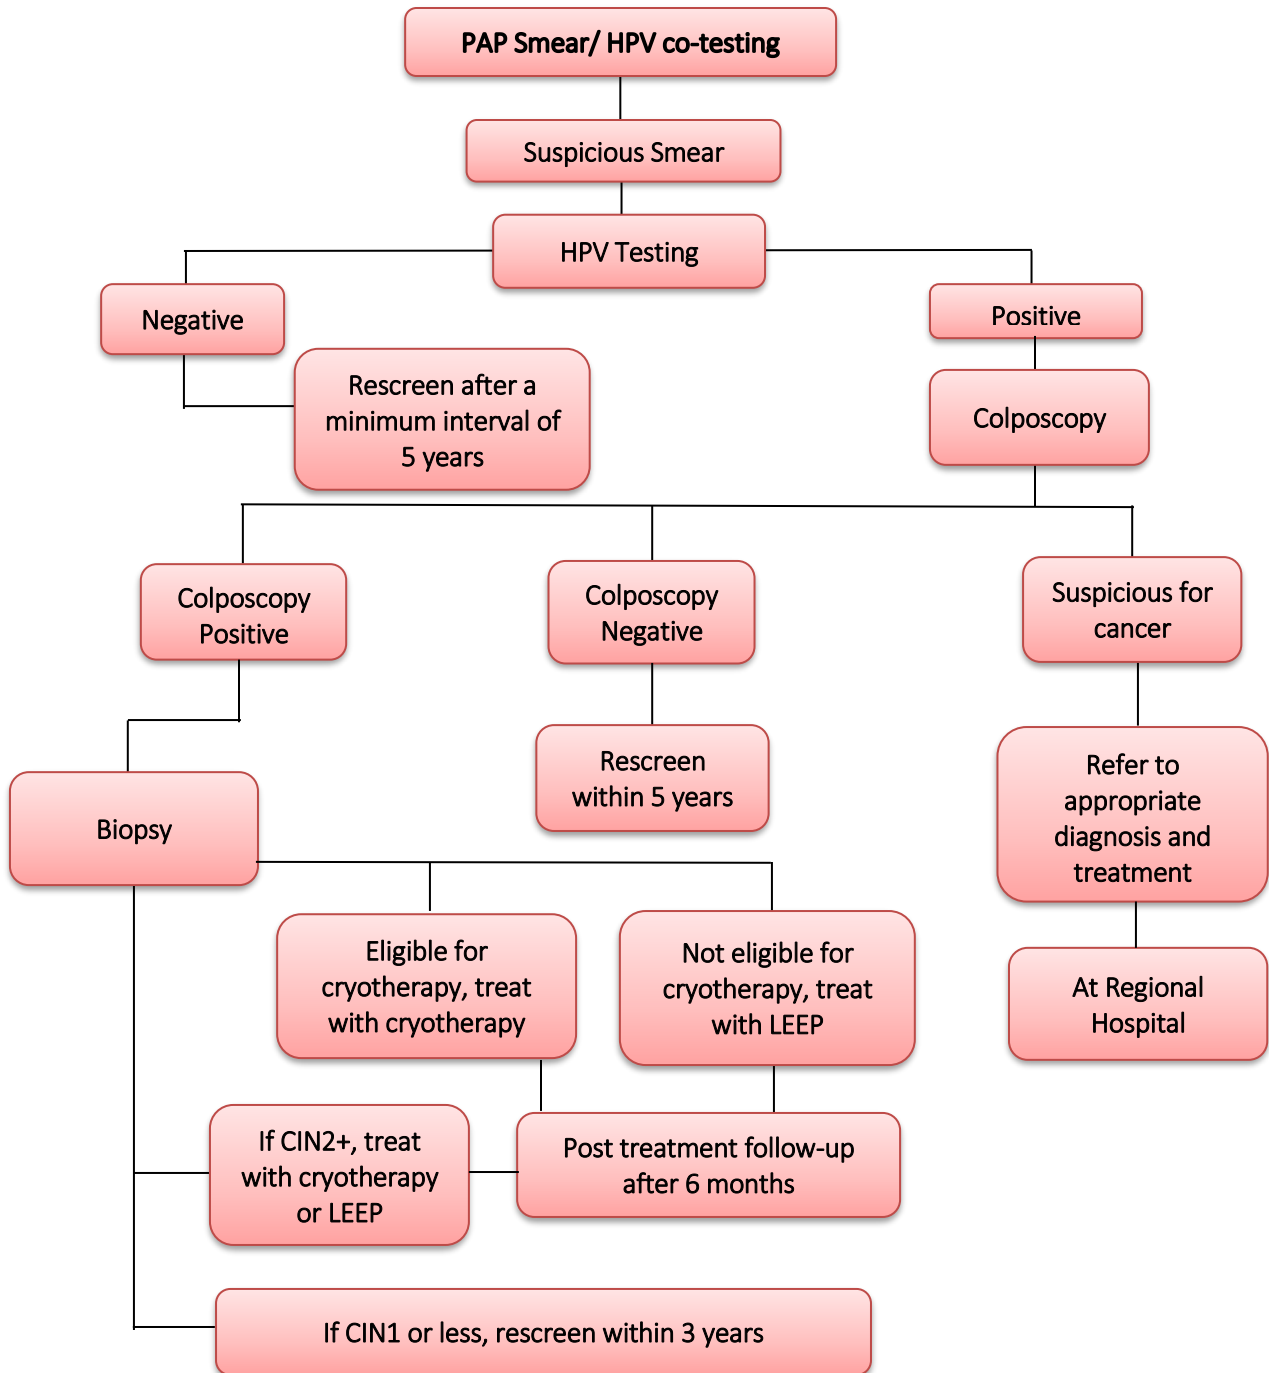 PAP Smear/ HPV co-testing
Suspicious Smear
HPV Testing
Negative
Positive
Rescreen after a
minimum interval of
5 years
Colposcopy
Colposcopy
Positive
Colposcopy
Negative
Suspicious for
cancer
Rescreen
within 5 years
Refer to
appropriate
diagnosis and
treatment
Biopsy
Eligible for
cryotherapy, treat
with cryotherapy
Not eligible for
cryotherapy, treat
with LEEP
At Regional
Hospital
If CIN2+, treat
with cryotherapy
or LEEP
Post treatment follow-up
after 6 months
If CIN1 or less, rescreen within 3 years